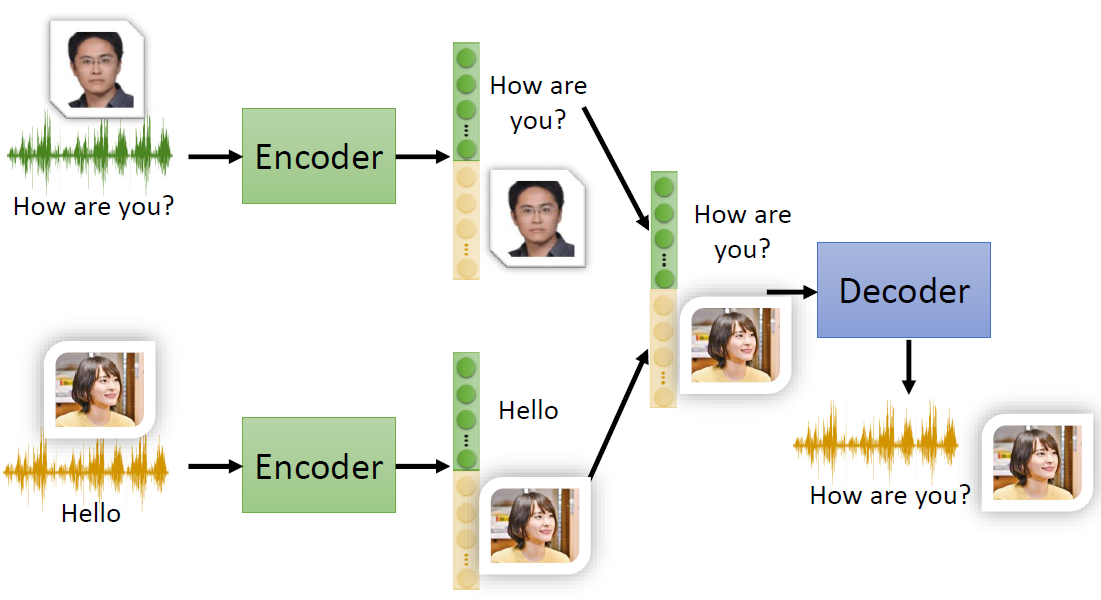 How are you?
Encoder
How are
you?
How are
you?
Decoder
Hello
Encoder
Hello
How are you?